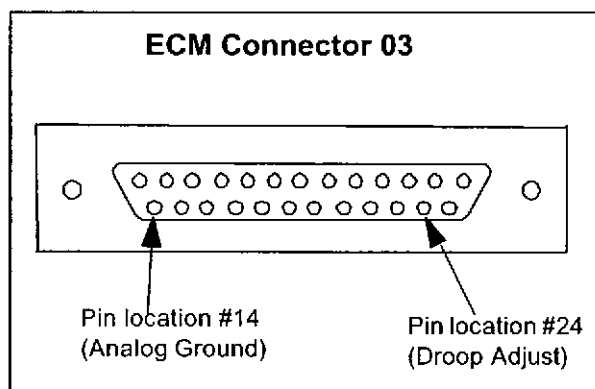 ECM Connector 03
Pin location #14
(Analog Ground)
Pin location #24
(Droop Adjust)